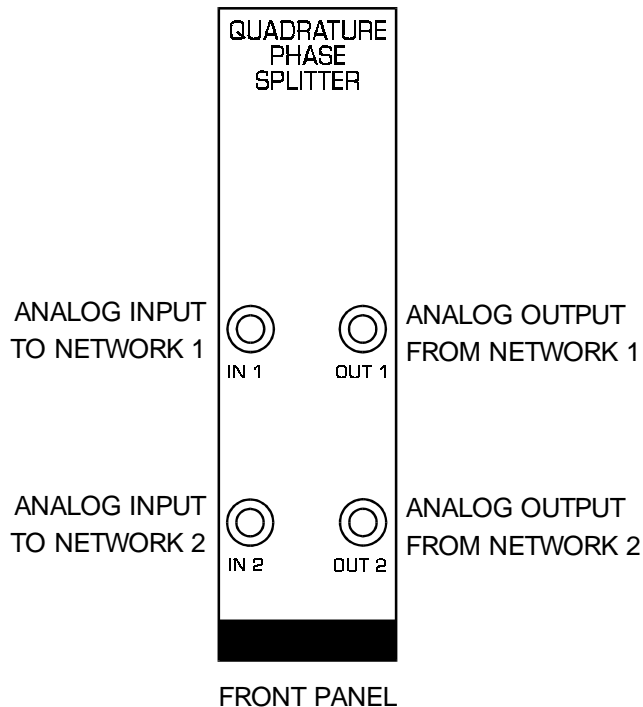 QUADRATURE
PHASE
SPLITTER
ANALOG INPUT
TO NETWORK 1
IN 1
OUT 1
ANALOG OUTPUT
FROM NETWORK 1
ANALOG INPUT
TO NETWORK 2
IN 2
OUT 2
ANALOG OUTPUT
FROM NETWORK 2
FRONT PANEL